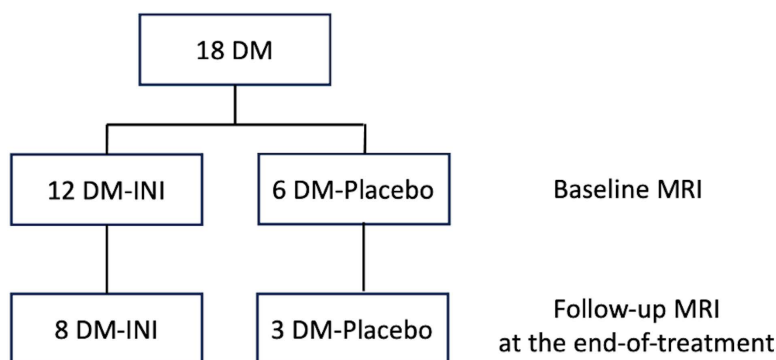 18 DM
12 DM-INI
6 DM-Placebo
Baseline MRI
8 DM-INI
3 DM-Placebo
Follow-up MRI
at the end-of-treatment